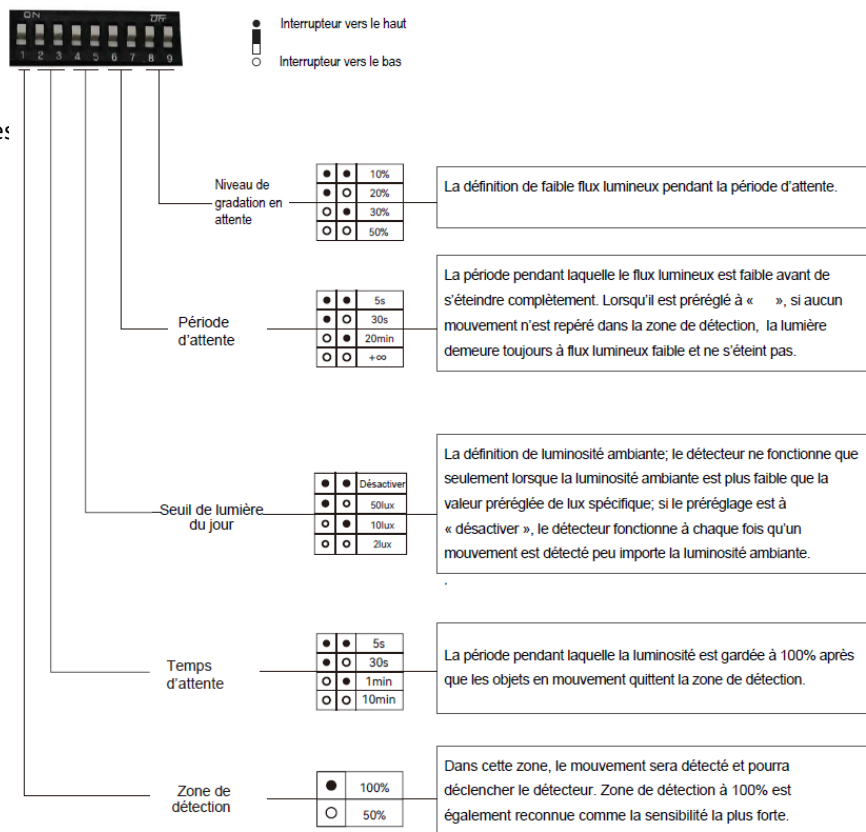 ON OFF
1 2 3 4 5 6 7 8 9
Interrupteur vers le haut
Interrupteur vers le bas
Niveau de
gradation en
attente
10%
20%
30%
50%
La définition de faible flux lumineux pendant la période d'attente.
Période
d'attente
5s
30s
20min
+∞
La période pendant laquelle le flux lumineux est faible avant de
s'éteindre complètement. Lorsqu'il est préréglé à «     », si aucun
mouvement n'est repéré dans la zone de détection,  la lumière
demeure toujours à flux lumineux faible et ne s'éteint pas.
Seuil de lumière
du jour
Désactiver
50lux
10lux
2lux
La définition de luminosité ambiante; le détecteur ne fonctionne que
seulement lorsque la luminosité ambiante est plus faible que la
valeur préréglée de lux spécifique; si le préréglage est à
« désactiver », le détecteur fonctionne à chaque fois qu'un
mouvement est détecté peu importe la luminosité ambiante.
.
Temps
d'attente
5s
30s
1min
10min
La période pendant laquelle la luminosité est gardée à 100% après
que les objets en mouvement quittent la zone de détection.
Zone de
détection
100%
50%
Dans cette zone, le mouvement sera détecté et pourra
déclencher le détecteur. Zone de détection à 100% est
également reconnue comme la sensibilité la plus forte.